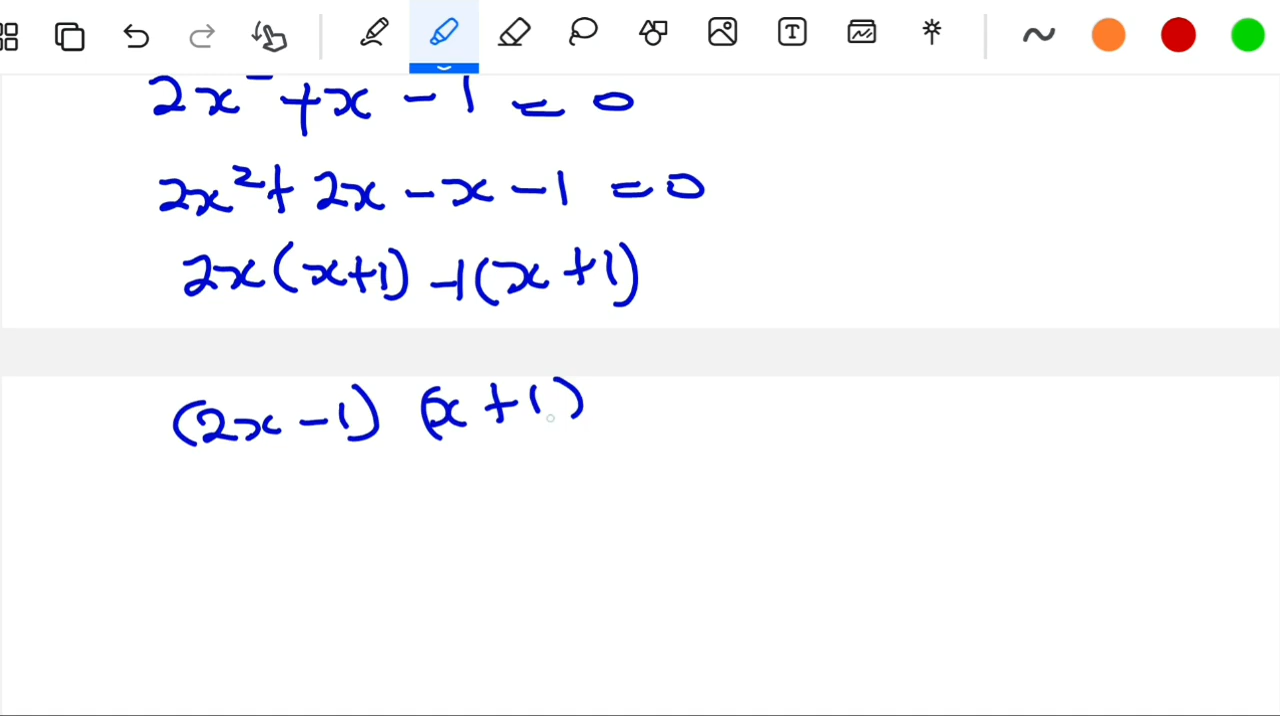 2x² + x - 1 = 0
2x² + 2x - x - 1 = 0
2x(x+1) -1(x+1)
(2x - 1) (x + 1)